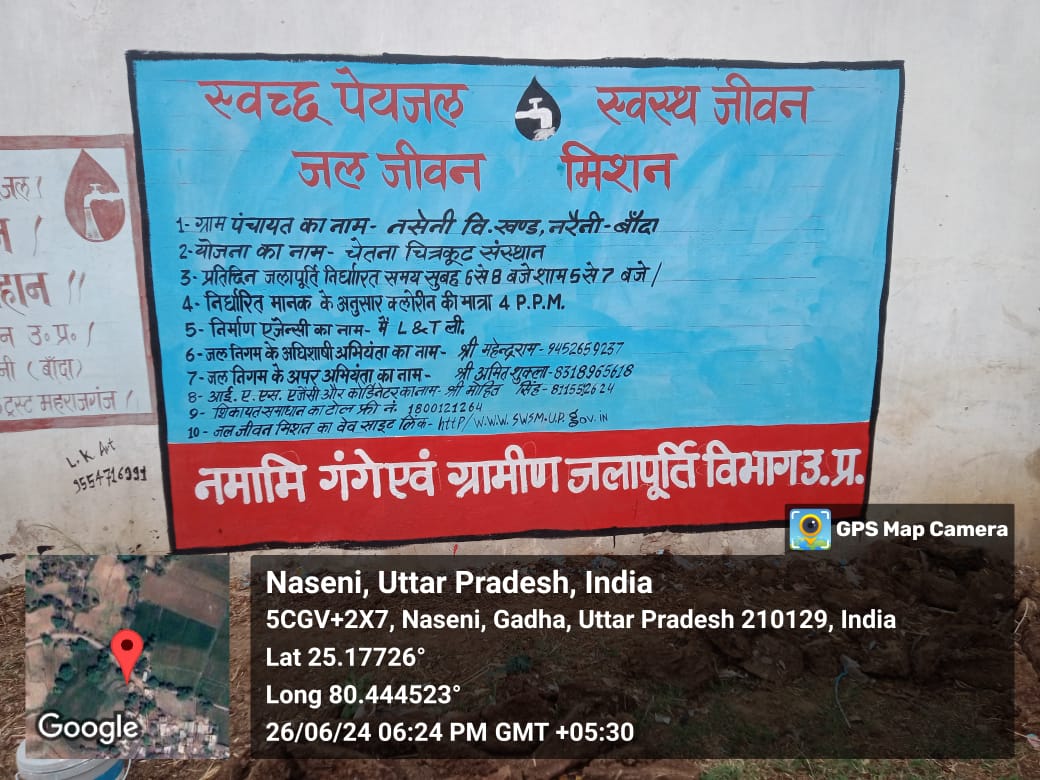 स्वच्छ पेयजल स्वस्थ जीवन
जल जीवन मिशन
1- ग्राम पंचायत का नाम- नसेनी वि.खण्ड, नरैनी-बाँदा
2- योजना का नाम- चेतना चित्रकूट संस्थान
3- प्रतिदिन जलापूर्ति निर्धारित समय सुबह 6 से 8 बजे शाम 5 से 7 बजे/
4- निर्धारित मानक के अनुसार क्लोरीन की मात्रा 4 P.P.M.
5- निर्माण एजेन्सी का नाम- मैं L&T ली.
6- जल निगम के अधिशाषी अभियंता का नाम- श्री महेन्द्रराम- 9452659237
7- जल निगम के अपर अभियंता का नाम- श्री अमित शुक्ला- 8318965618
8- आई. ए. एस. एजेंसी और कोर्डिनेटर का नाम- श्री मोहित सिंह- 811552624
9- शिकायत समाधान का टोल फ्री नं. 1800121264
10- जल जीवन मिशन का वेव साइट लिंक- http/W.W.W. SWSM.U.P. gov.in
नमामि गंगे एवं ग्रामीण जलापूर्ति विभाग उ. प्र.
जल/
/
हान //
न उ. प्र. /
नी ( बाँदा)
ट्रस्ट महराजगंज /
L.K Art
9554716991
GPS Map Camera
Naseni, Uttar Pradesh, India
5CGV+2X7, Naseni, Gadha, Uttar Pradesh 210129, India
Lat 25.17726°
Long 80.444523°
26/06/24 06:24 PM GMT +05:30
Google